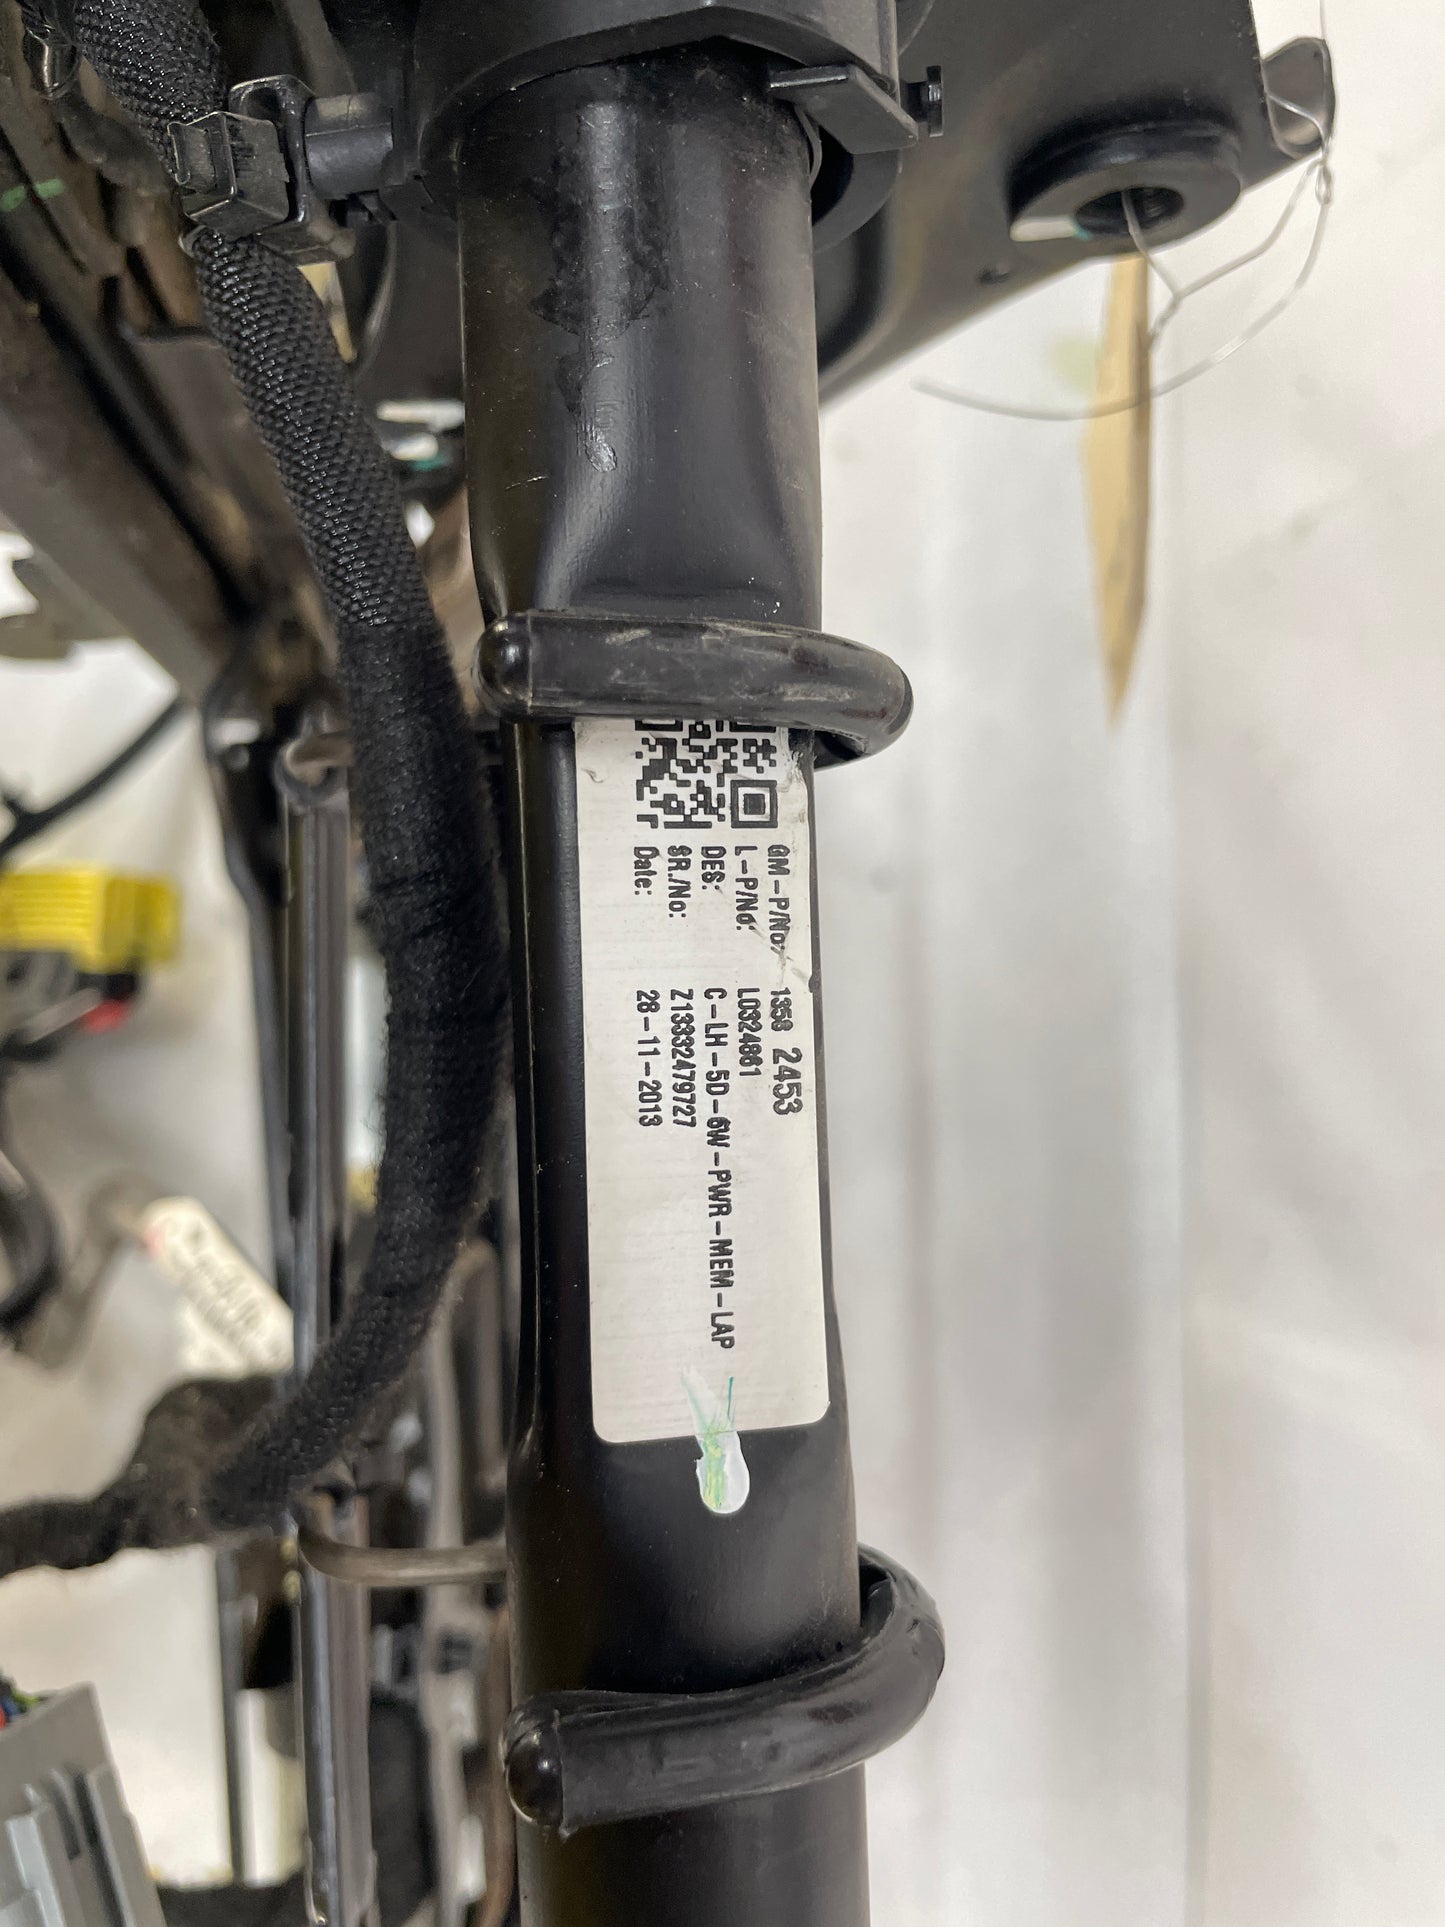 GM-P/No: 1358 2453
L-P/No: L0324861
DES: C-LH-5D-6W-PWR-MEM-LAP
SR./No: Z13332479727
Date: 28-11-2013